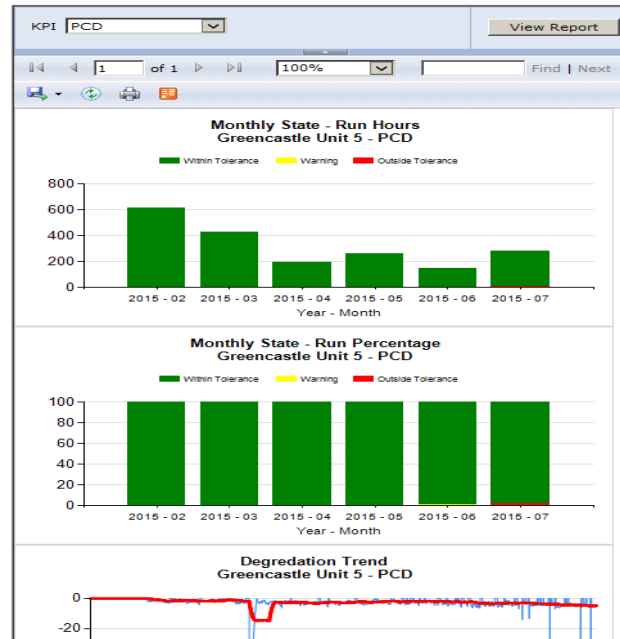 KPI PCD View Report
1 of 1 100% Find | Next
Monthly State - Run Hours
Greencastle Unit 5 - PCD
Within Tolerance Warning Outside Tolerance
800
600
400
200
0
2015 - 02 2015 - 03 2015 - 04 2015 - 05 2015 - 06 2015 - 07
Year - Month
Monthly State - Run Percentage
Greencastle Unit 5 - PCD
Within Tolerance Warning Outside Tolerance
100
80
60
40
20
0
2015 - 02 2015 - 03 2015 - 04 2015 - 05 2015 - 06 2015 - 07
Year - Month
Degredation Trend
Greencastle Unit 5 - PCD
0
-20